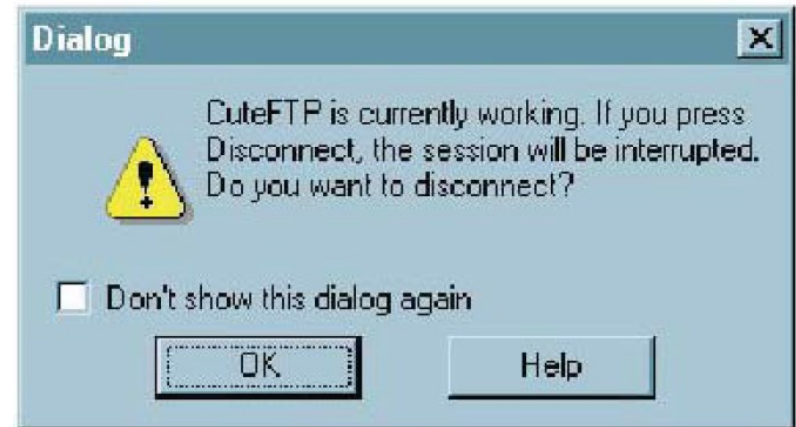 Dialog
CuteFTP is currently working. If you press
Disconnect, the session will be interrupted.
Do you want to disconnect?
Don't show this dialog again
OK
Help